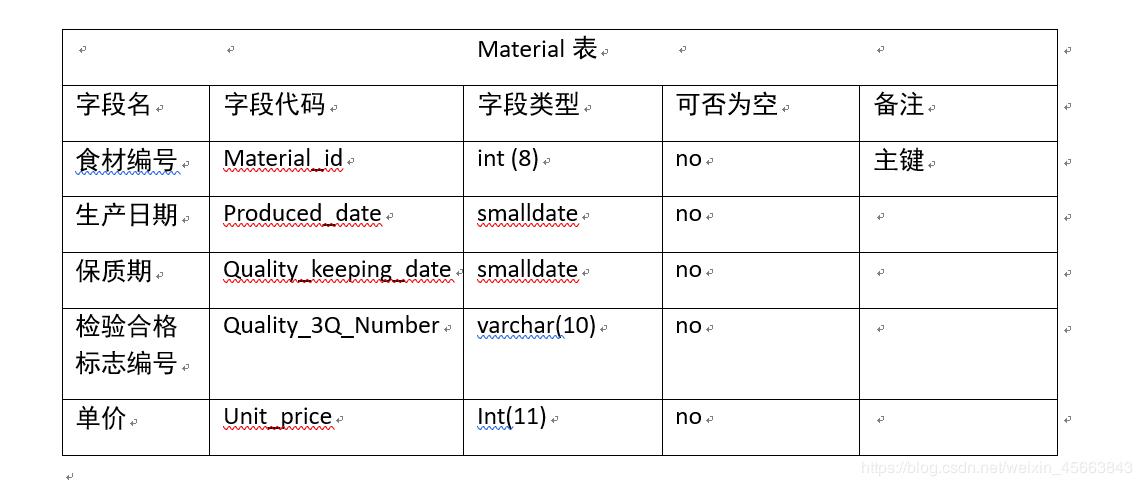 Material 表
字段名 字段代码 字段类型 可否为空 备注
食材编号 Material_id int (8) no 主键
生产日期 Produced_date smalldate no
保质期 Quality_keeping_date smalldate no
检验合格 Quality_3Q_Number varchar(10) no
标志编号
单价 Unit_price Int(11) no
https://blog.csdn.net/weixin_45663843